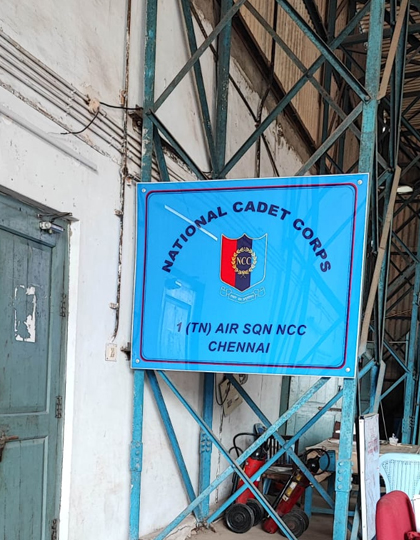 NATIONAL CADET CORPS
NCC
1 (TN) AIR SQN NCC
CHENNAI